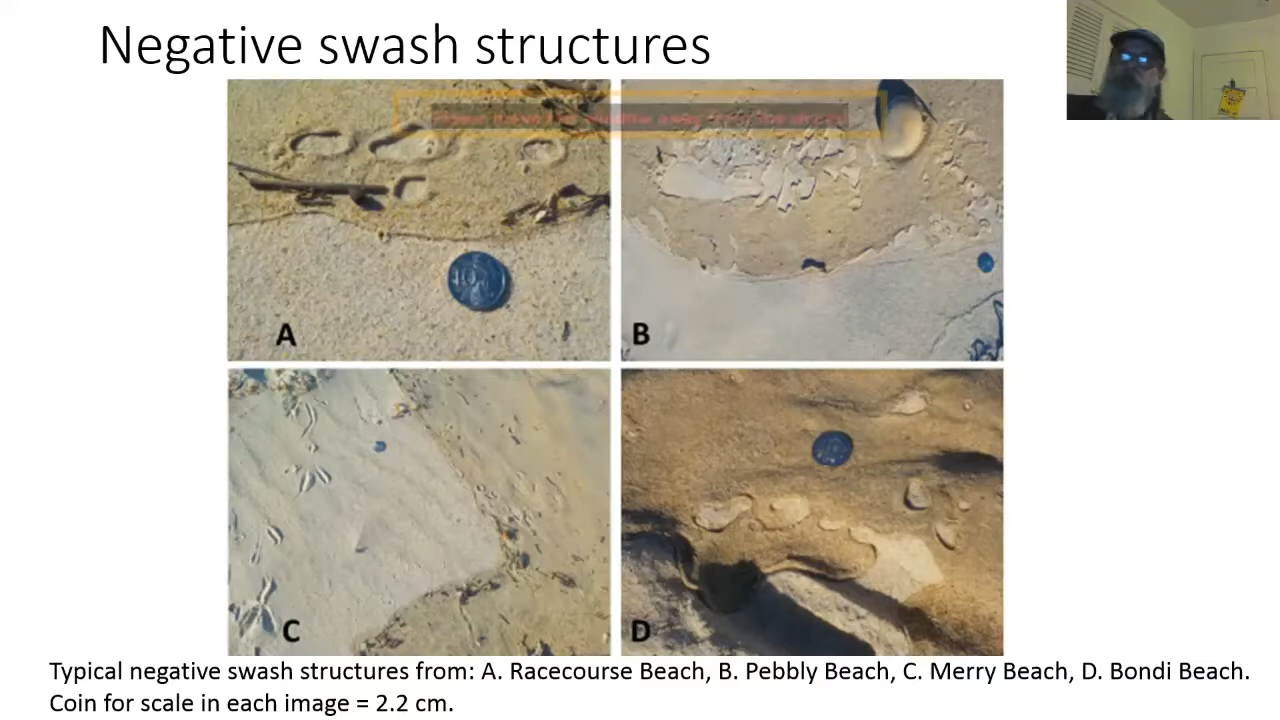 Negative swash structures
10
A
B
C
D
Typical negative swash structures from: A. Racecourse Beach, B. Pebbly Beach, C. Merry Beach, D. Bondi Beach.
Coin for scale in each image = 2.2 cm.